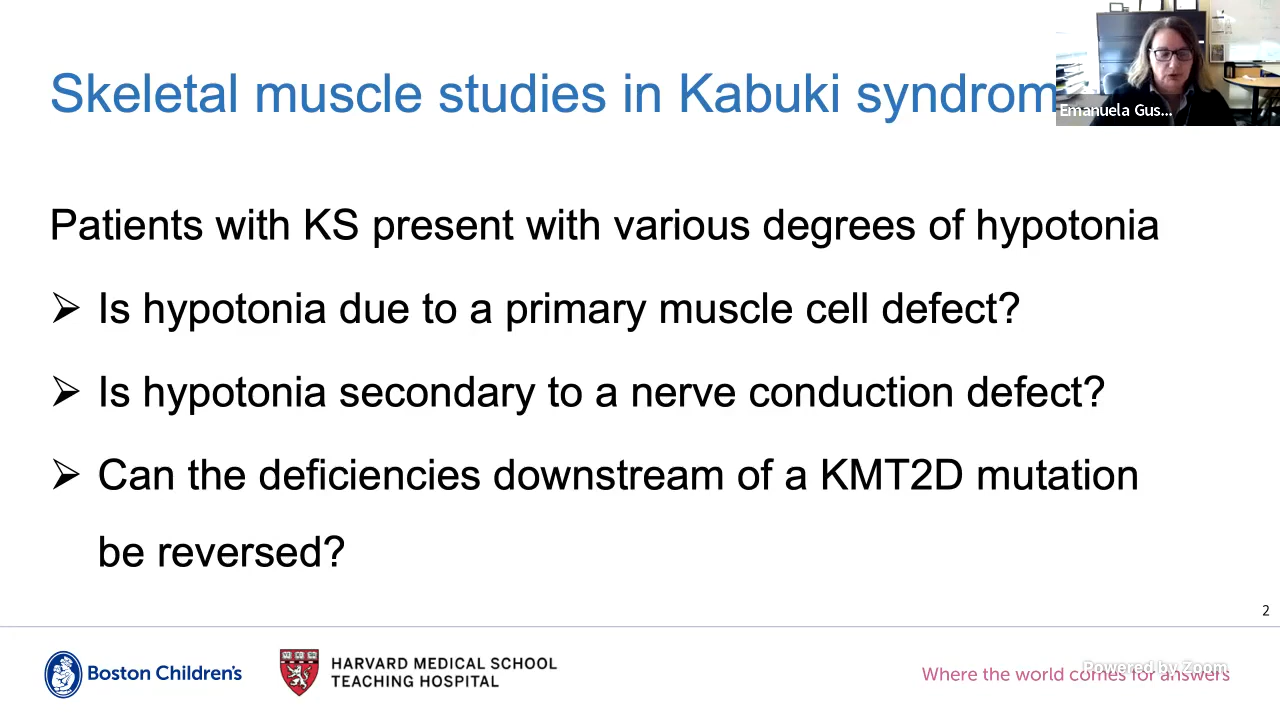 Skeletal muscle studies in Kabuki syndrom
Emanuela Gus...
Patients with KS present with various degrees of hypotonia
➢ Is hypotonia due to a primary muscle cell defect?
➢ Is hypotonia secondary to a nerve conduction defect?
➢ Can the deficiencies downstream of a KMT2D mutation
be reversed?
2
Boston Children's
HARVARD MEDICAL SCHOOL
TEACHING HOSPITAL
Where the world comes for answers
Powered by Zoom